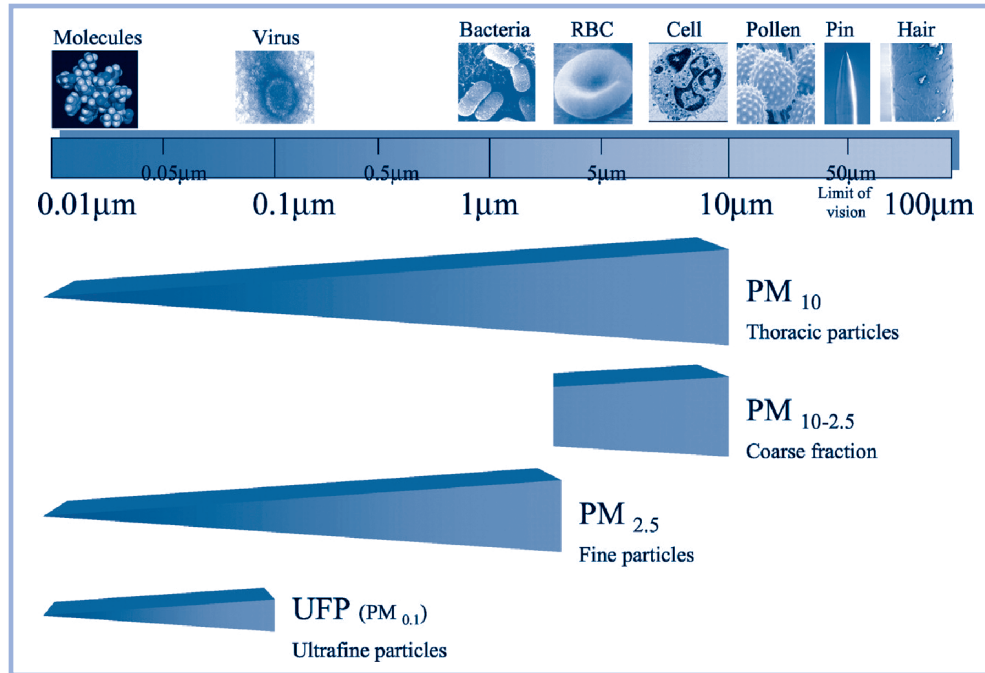 Molecules
Virus
Bacteria
RBC
Cell
Pollen
Pin
Hair
0.05µm
0.5µm
5µm
50µm
0.01µm
0.1µm
1µm
10µm
Limit of
vision
100µm
PM 10
Thoracic particles
PM 10-2.5
Coarse fraction
PM 2.5
Fine particles
UFP (PM 0.1)
Ultrafine particles